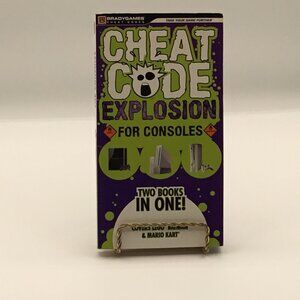 BRADYGAMES
TAKE YOUR GAME FURTHER
CHEAT
CODE
EXPLOSION
FOR CONSOLES
TWO BOOKS
IN ONE!
& MARIO KART